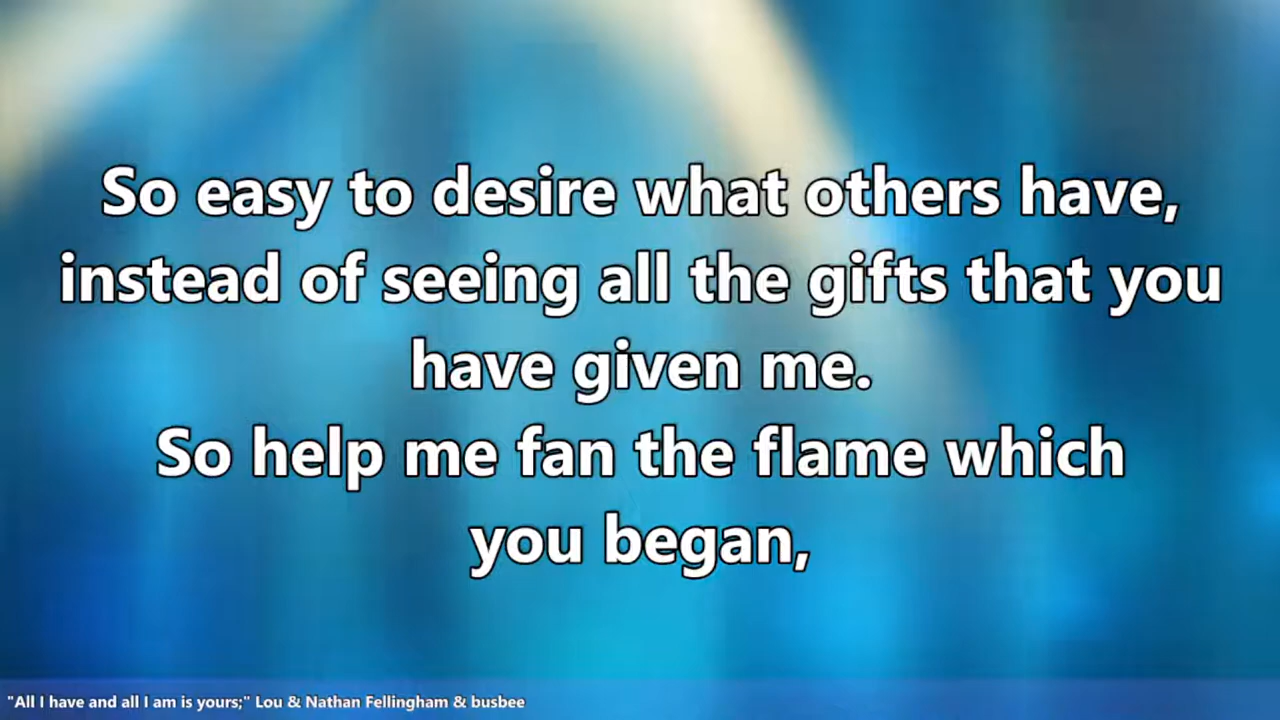 So easy to desire what others have,
instead of seeing all the gifts that you
have given me.
So help me fan the flame which
you began,
"All I have and all I am is yours;" Lou & Nathan Fellingham & busbee